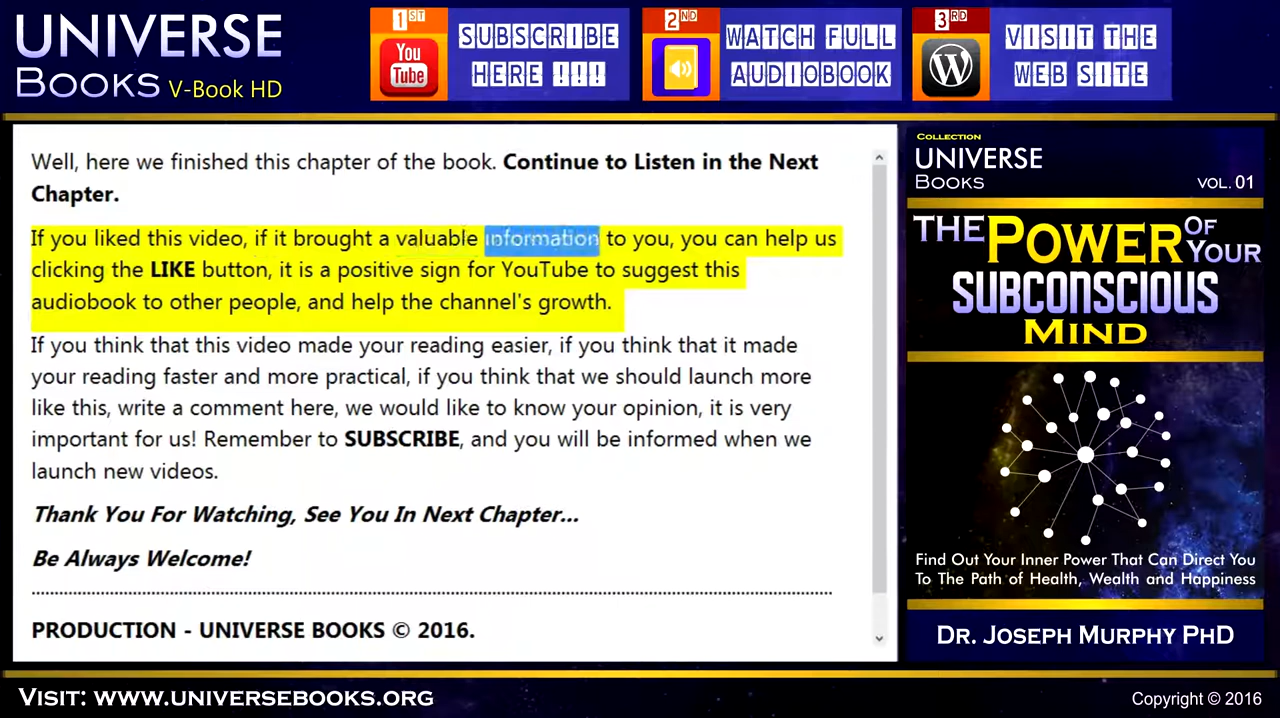 UNIVERSE
BOOKS V-Book HD
1ST
You
Tube
SUBSCRIBE
HERE !!!
2ND
WATCH FULL
AUDIOBOOK
3RD
VISIT THE
WEB SITE
Well, here we finished this chapter of the book. Continue to Listen in the Next
Chapter.
If you liked this video, if it brought a valuable information to you, you can help us
clicking the LIKE button, it is a positive sign for YouTube to suggest this
audiobook to other people, and help the channel's growth.
If you think that this video made your reading easier, if you think that it made
your reading faster and more practical, if you think that we should launch more
like this, write a comment here, we would like to know your opinion, it is very
important for us! Remember to SUBSCRIBE, and you will be informed when we
launch new videos.
Thank You For Watching, See You In Next Chapter...
Be Always Welcome!
PRODUCTION - UNIVERSE BOOKS © 2016.
COLLECTION
UNIVERSE
BOOKS
VOL. 01
THE POWER OF
YOUR
SUBCONSCIOUS
MIND
Find Out Your Inner Power That Can Direct You
To The Path of Health, Wealth and Happiness
DR. JOSEPH MURPHY PHD
VISIT: WWW.UNIVERSEBOOKS.ORG
Copyright © 2016